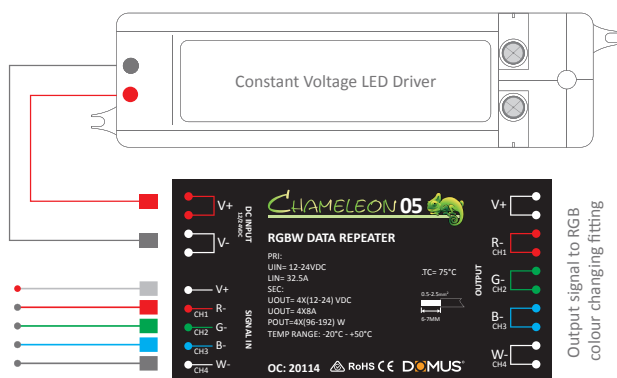 Constant Voltage LED Driver
V+
V-
DC INPUT
12/24VDC
V+
R-
CH1
G-
CH2
B-
CH3
W-
CH4
SIGNAL IN
CHAMELEON 05
RGBW DATA REPEATER
PRI:
UIN= 12-24VDC
LIN= 32.5A
SEC:
UOUT= 4X(12-24) VDC
UOUT= 4X8A
POUT=4X(96-192) W
TEMP RANGE: -20°C - +50°C
OC: 20114 RoHS CE DOMUS
.TC= 75°C
0.5-2.5mm²
6-7MM
OUTPUT
V+
R-
CH1
G-
CH2
B-
CH3
W-
CH4
Output signal to RGB
colour changing fitting